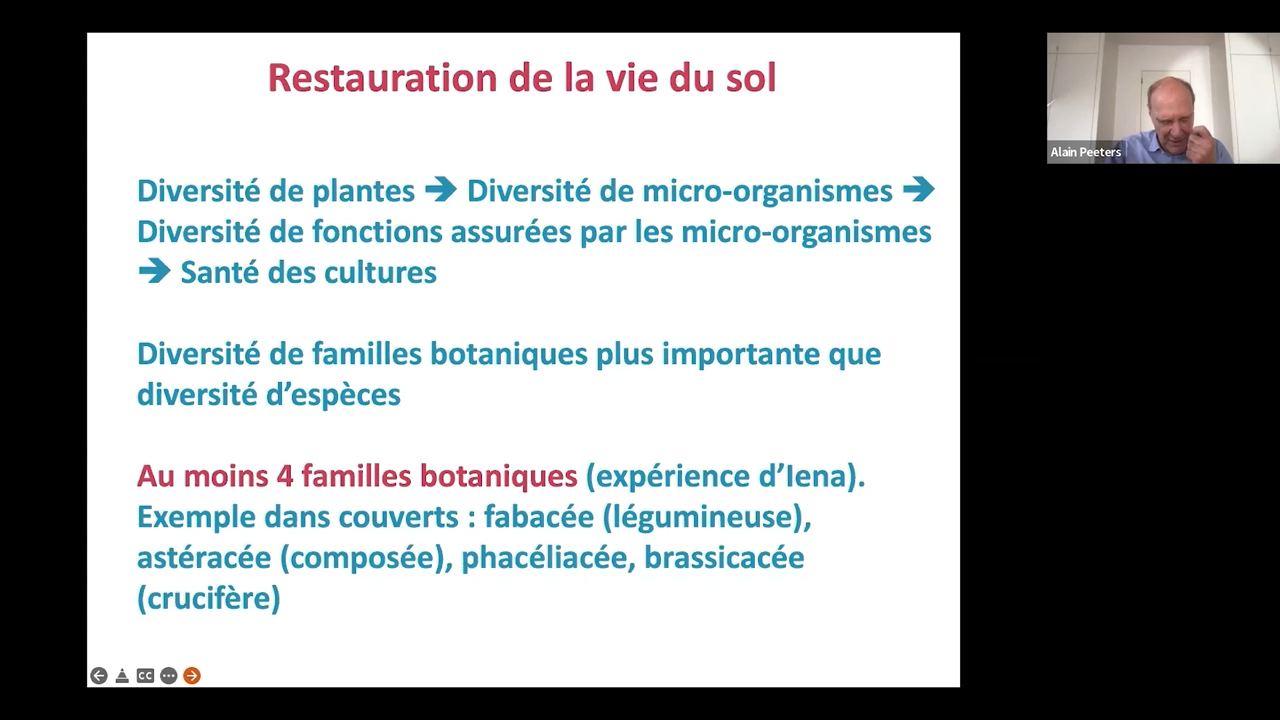 Restauration de la vie du sol
Diversité de plantes ➔ Diversité de micro-organismes ➔
Diversité de fonctions assurées par les micro-organismes
➔ Santé des cultures
Diversité de familles botaniques plus importante que
diversité d’espèces
Au moins 4 familles botaniques (expérience d’Iena).
Exemple dans couverts : fabacée (légumineuse),
astéracée (composée), phacéliacée, brassicacée
(crucifère)
CC
Alain Peeters